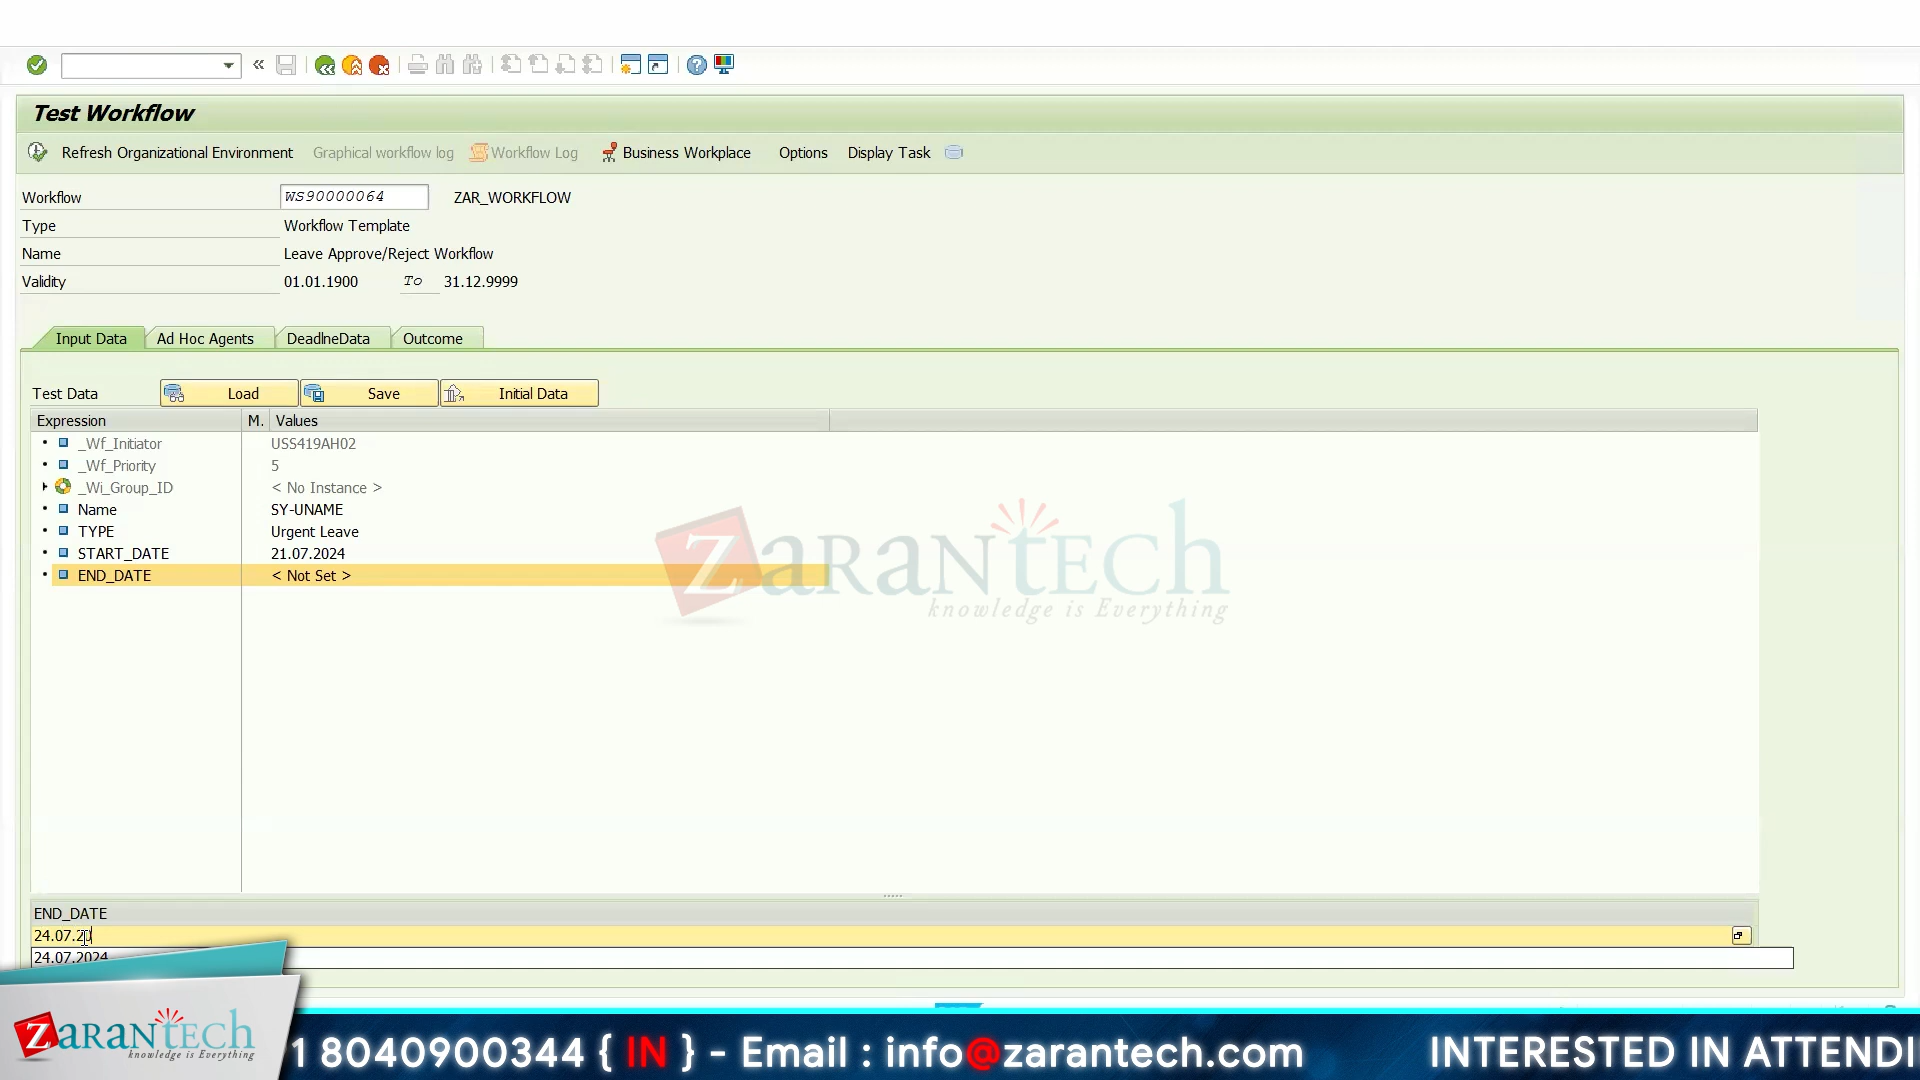 Test Workflow
Refresh Organizational Environment Graphical workflow log Workflow Log Business Workplace Options Display Task
Workflow WS90000064 ZAR_WORKFLOW
Type Workflow Template
Name Leave Approve/Reject Workflow
Validity 01.01.1900 To 31.12.9999
Input Data Ad Hoc Agents DeadlneData Outcome
Test Data Load Save Initial Data
Expression M. Values
_Wf_Initiator USS419AH02
_Wf_Priority 5
_Wi_Group_ID < No Instance >
Name SY-UNAME
TYPE Urgent Leave
START_DATE 21.07.2024
END_DATE < Not Set >
ZARANTECH
knowledge is Everything
END_DATE
24.07.20
24.07.2024
ZARANTECH
knowledge is Everything
1 8040900344 { IN } - Email : info@zarantech.com INTERESTED IN ATTENDI